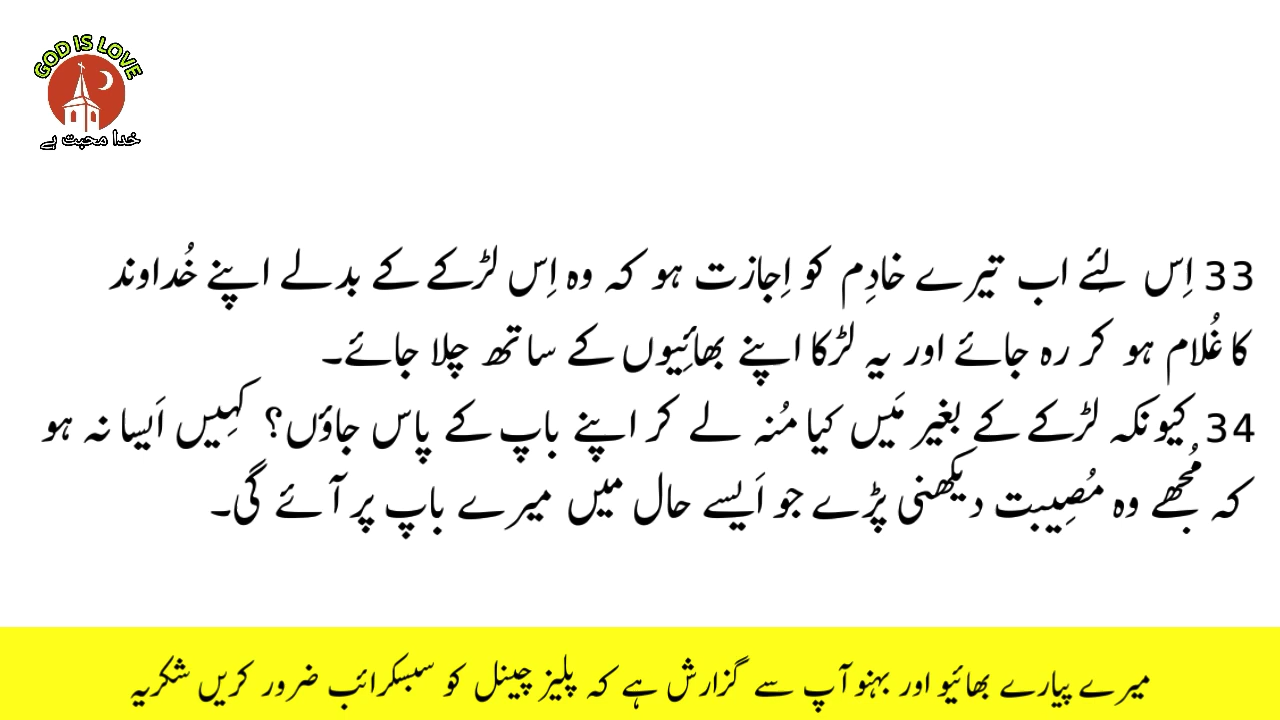 GOD IS LOVE
خدا محبت ہے
33 اِس لئِے اب تیرے خادِم کو اِجازت ہو کہ وہ اِس لڑکے کے بدلے اپنے خُداوند
کا غُلام ہو کر رہ جائے اور یہ لڑکا اپنے بھائِیوں کے ساتھ چلا جائے۔
34 کیونکہ لڑکے کے بغیر مَیں کیا مُنہ لے کر اپنے باپ کے پاس جاؤں؟ کہِیں اَیسا نہ ہو
کہ مُجھے وہ مُصِیبت دیکھنی پڑے جو اَیسے حال میں میرے باپ پر آئے گی۔
میرے پیارے بھائیو اور بہنو آپ سے گزارش ہے کہ پلیز چینل کو سبسکرائب ضرور کریں شکریہ